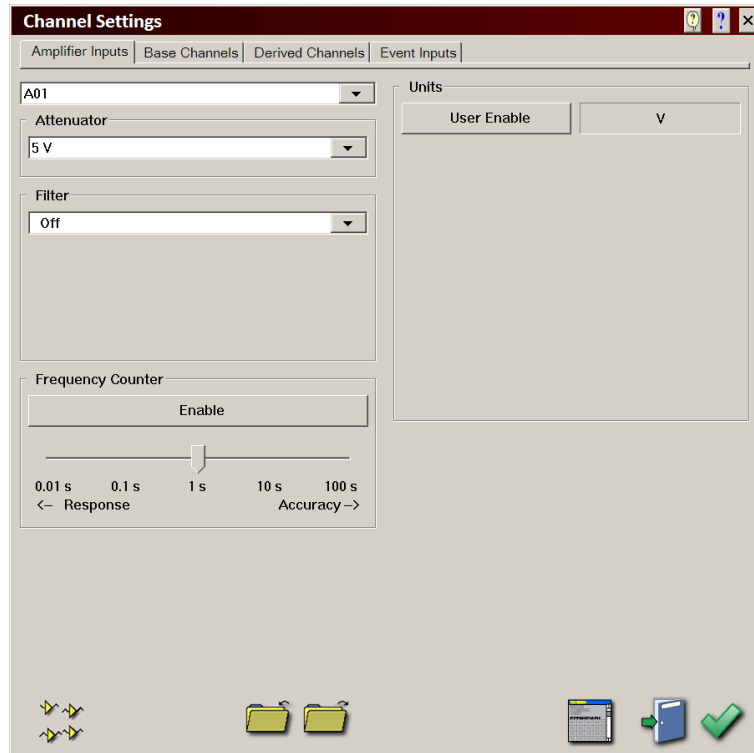 Channel Settings
Amplifier Inputs Base Channels Derived Channels Event Inputs
A01
Attenuator
5 V
Filter
Off
Frequency Counter
Enable
0.01 s 0.1 s 1 s 10 s 100 s
<– Response Accuracy –>
Units
User Enable V